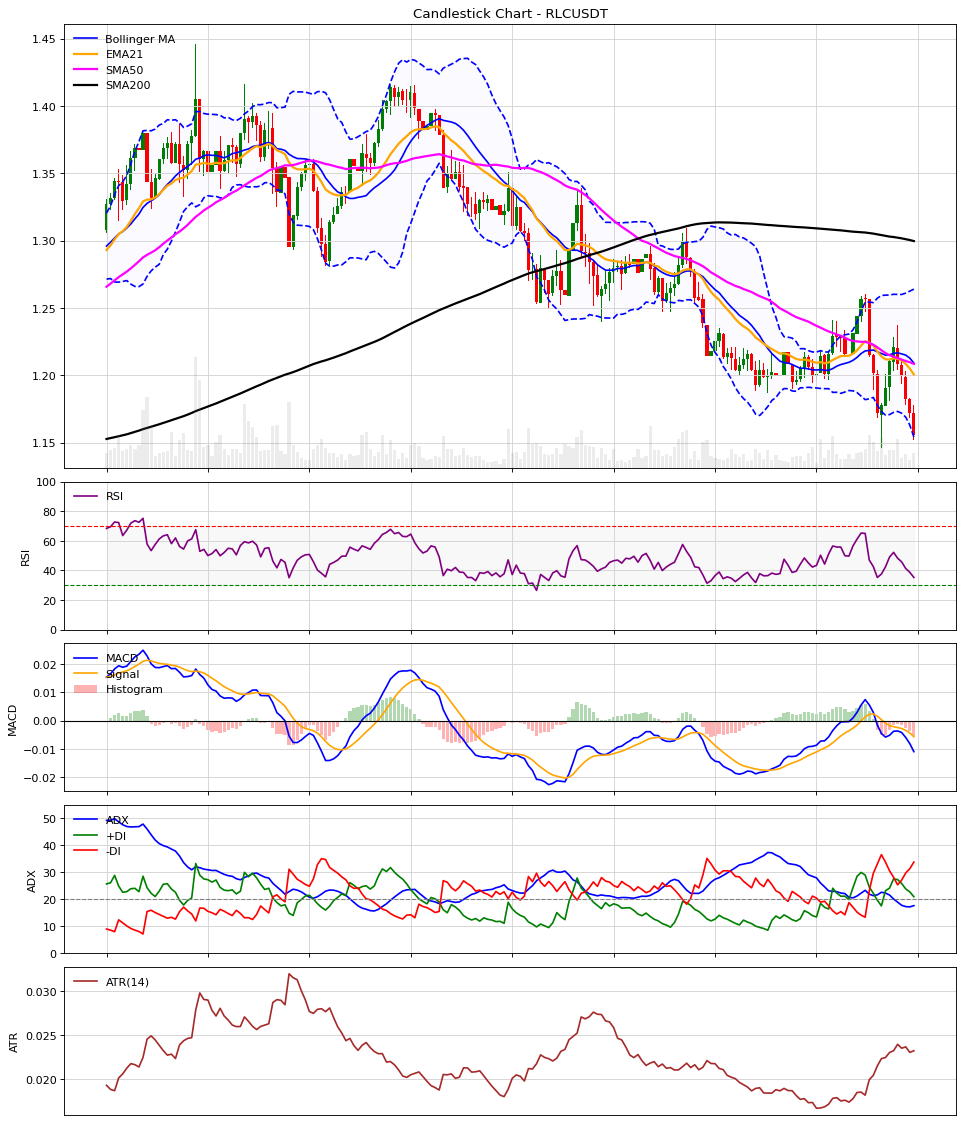 Candlestick Chart - RLCUSDT
1.45
1.40
1.35
1.30
1.25
1.20
1.15
Bollinger MA
EMA21
SMA50
SMA200
100
80
60
40
20
0
RSI
RSI
0.02
0.01
0.00
−0.01
−0.02
MACD
MACD
Signal
Histogram
50
40
30
20
10
0
ADX
ADX
+DI
-DI
0.030
0.025
0.020
ATR
ATR(14)